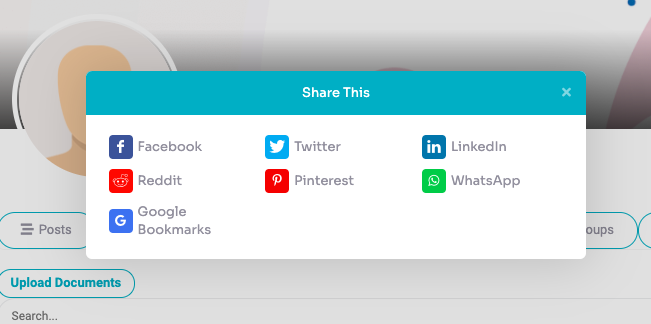 Share This
Facebook
Twitter
LinkedIn
Reddit
Pinterest
WhatsApp
Google
Bookmarks
Posts
oups
Upload Documents
Search...